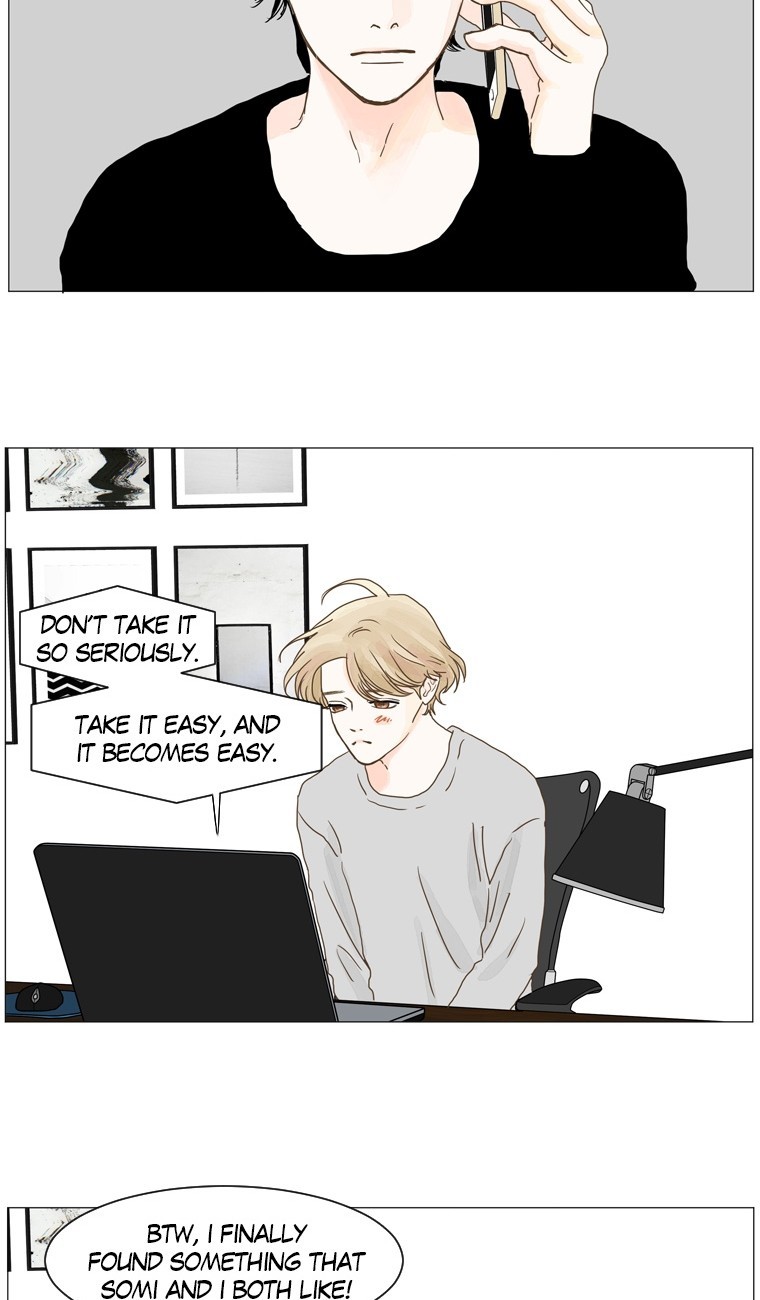 DON'T TAKE IT
SO SERIOUSLY.
TAKE IT EASY, AND
IT BECOMES EASY.
BTW, I FINALLY
FOUND SOMETHING THAT
SOMI AND I BOTH LIKE!